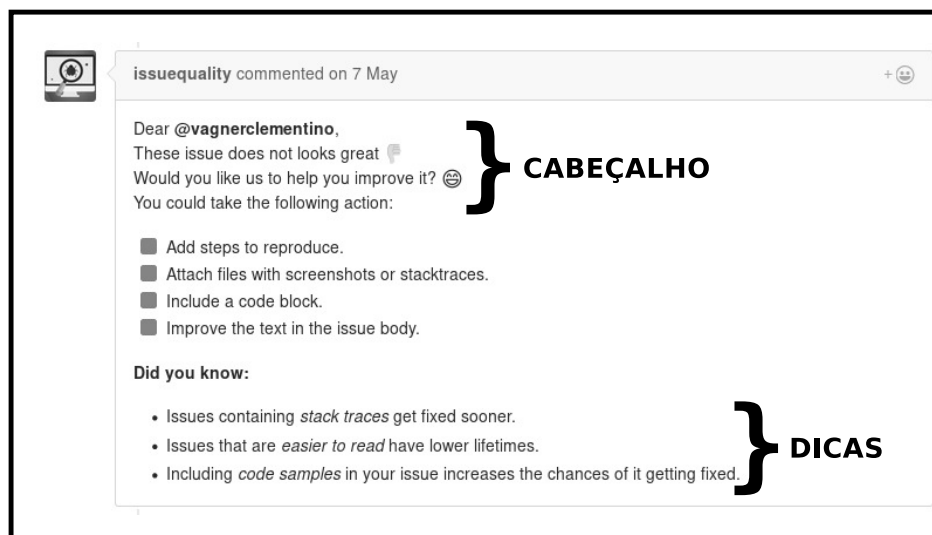 issuequality commented on 7 May
Dear @vagnerclementino,
These issue does not looks great
Would you like us to help you improve it?
You could take the following action:
CABEÇALHO
Add steps to reproduce.
Attach files with screenshots or stacktraces.
Include a code block.
Improve the text in the issue body.
Did you know:
• Issues containing stack traces get fixed sooner.
• Issues that are easier to read have lower lifetimes.
• Including code samples in your issue increases the chances of it getting fixed.
DICAS